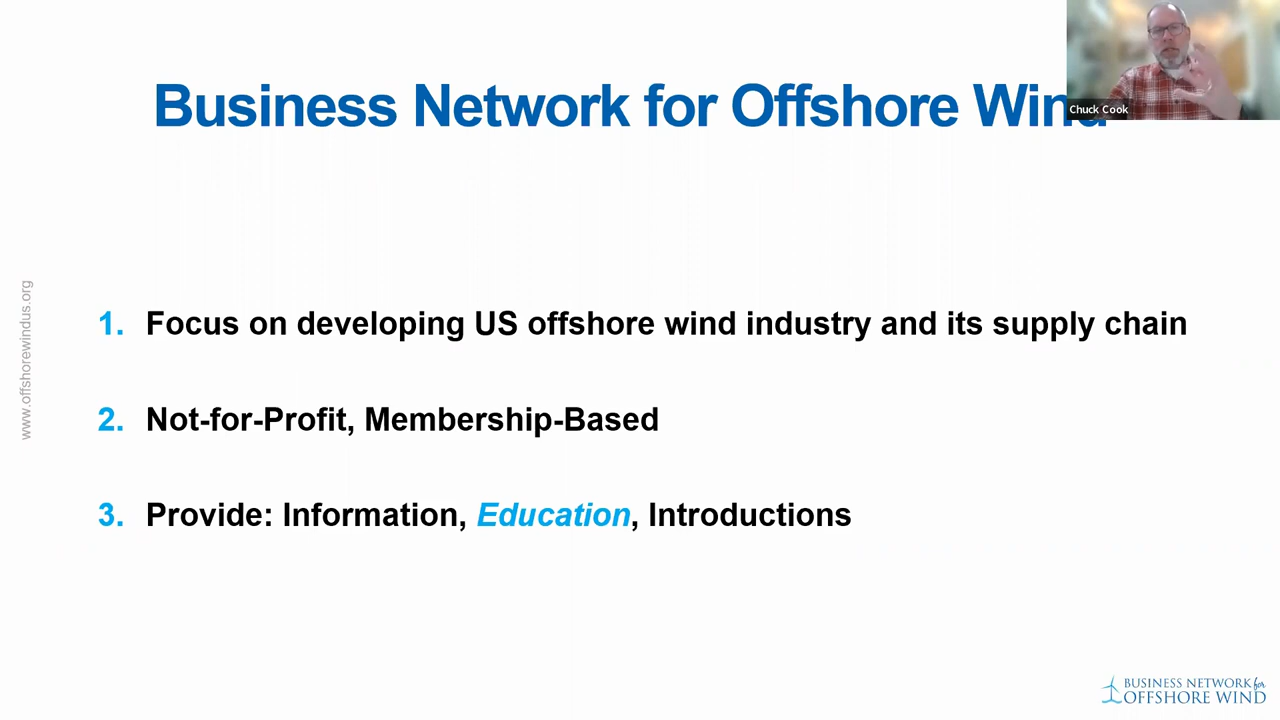 Business Network for Offshore Wind
Chuck Cook
www.offshorewindus.org
1. Focus on developing US offshore wind industry and its supply chain
2. Not-for-Profit, Membership-Based
3. Provide: Information, Education, Introductions
BUSINESS NETWORK for
OFFSHORE WIND